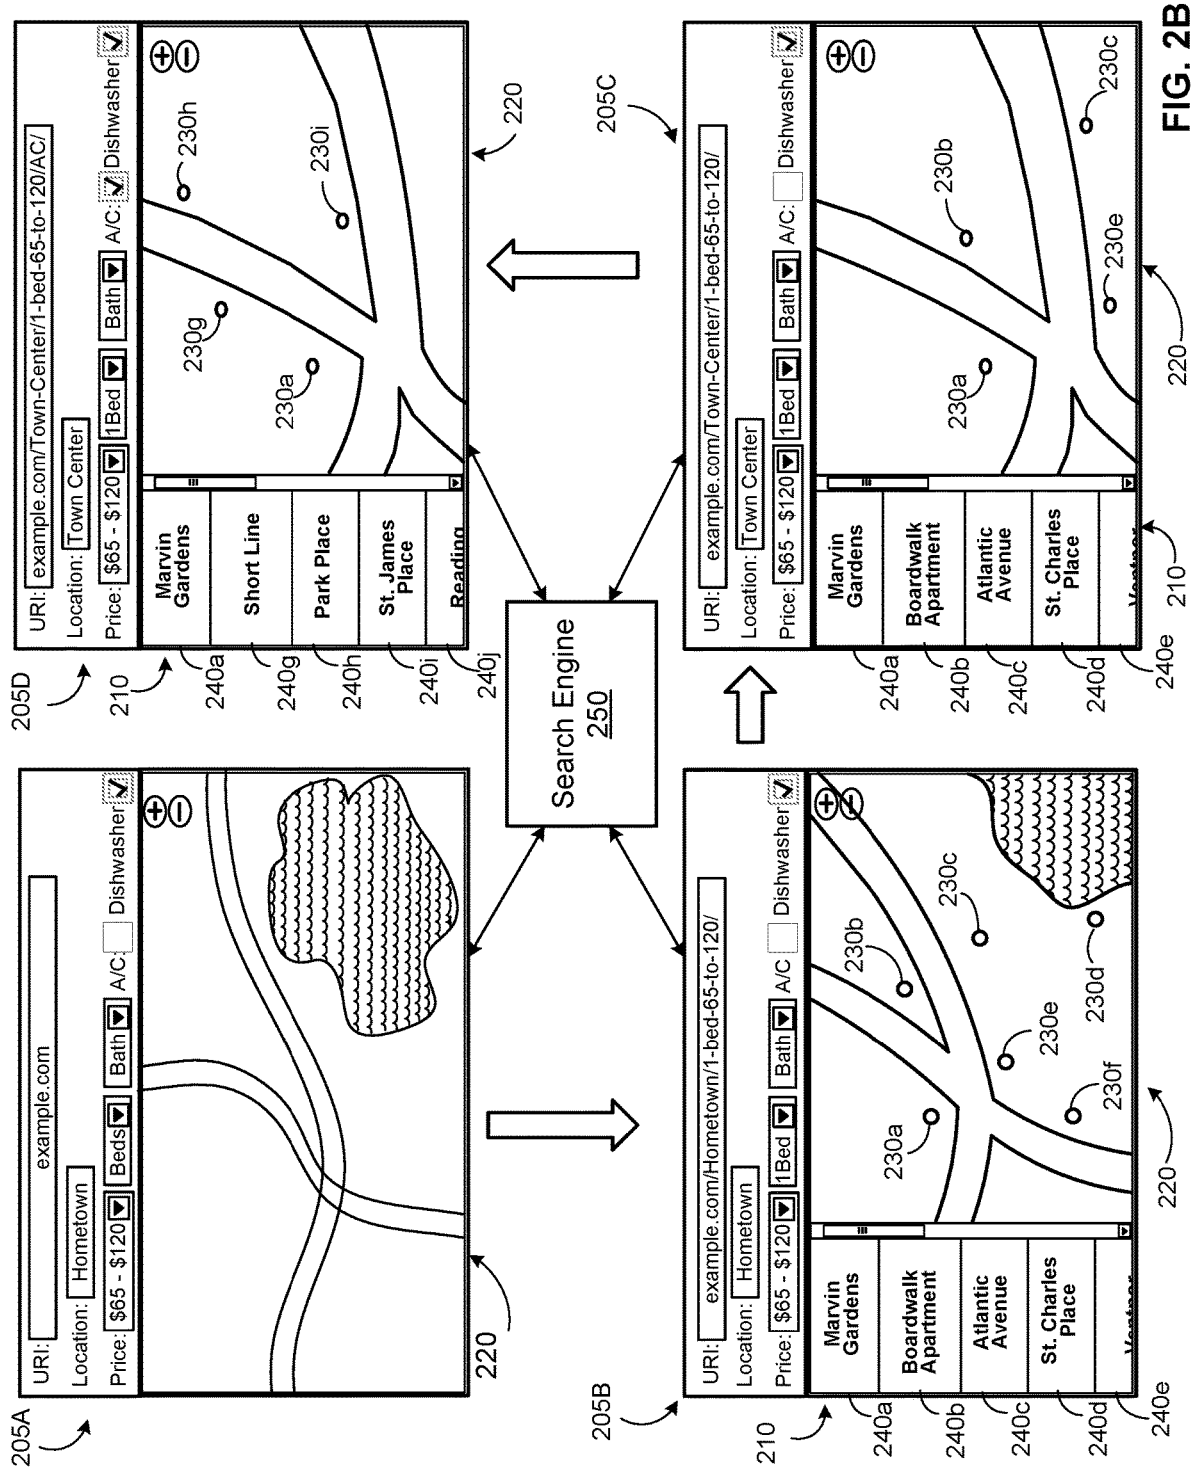 205A
URI: example.com
Location: Hometown
Price: $65 - $120 Beds Bath A/C: Dishwasher
+
−
220
205D
URI: example.com/Town-Center/1-bed-65-to-120/AC/
Location: Town Center
Price: $65 - $120 1Bed Bath A/C: Dishwasher
+
−
210
240a Marvin Gardens
240g Short Line
240h Park Place
240i St. James Place
240j Reading
230g
230h
230a
230i
220
Search Engine
250
205B
URI: example.com/Hometown/1-bed-65-to-120/
Location: Hometown
Price: $65 - $120 1Bed Bath A/C Dishwasher
+
−
210
240a Marvin Gardens
240b Boardwalk Apartment
240c Atlantic Avenue
240d St. Charles Place
240e
230b
230a
230c
230e
230f
230d
220
205C
URI: example.com/Town-Center/1-bed-65-to-120/
Location: Town Center
Price: $65 - $120 1Bed Bath A/C: Dishwasher
+
−
240a Marvin Gardens
240b Boardwalk Apartment
240c Atlantic Avenue
240d St. Charles Place
240e
230b
230a
230e
230c
210
220
FIG. 2B